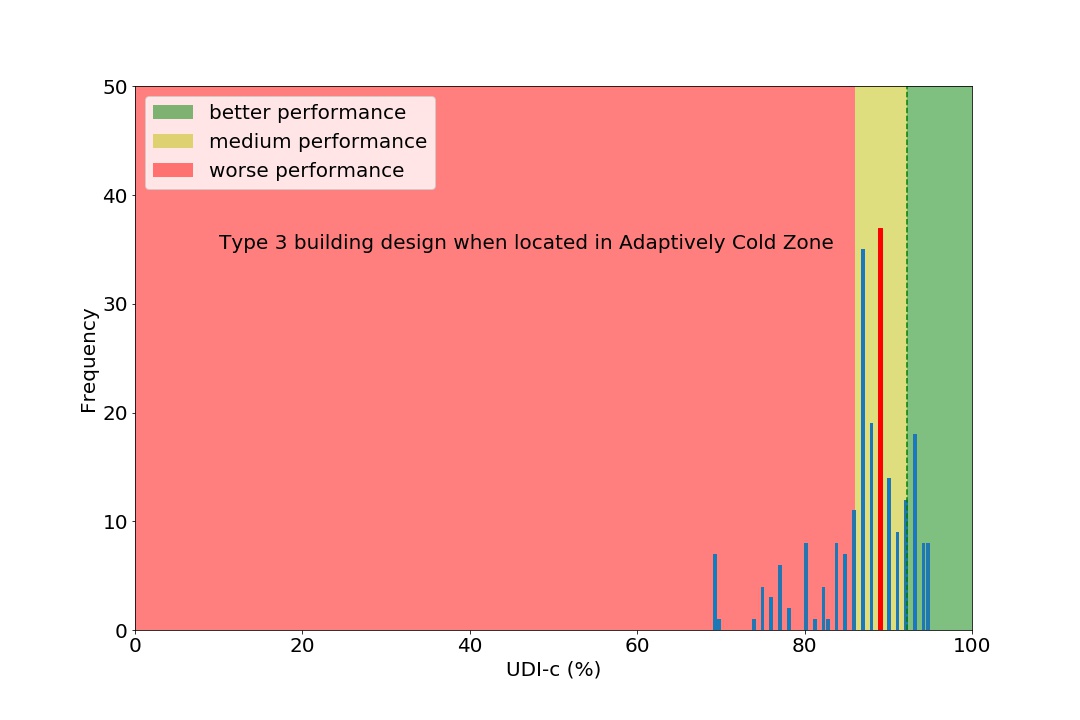 50
better performance
medium performance
worse performance
40
Type 3 building design when located in Adaptively Cold Zone
30
Frequency
20
10
0
0 20 40 60 80 100
UDI-c (%)